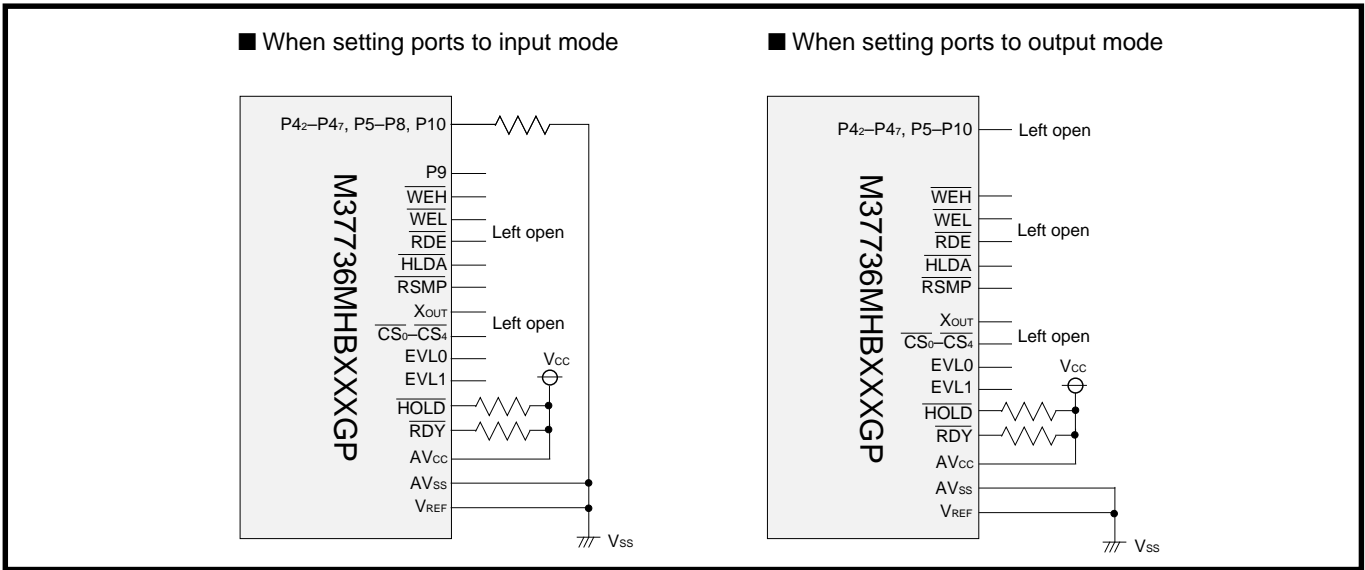 ■ When setting ports to input mode
P4₂–P4₇, P5–P8, P10
P9
WEH
WEL
RDE
HLDA
RSMP
Left open
XOUT
CS₀–CS₄
EVL0
EVL1
Left open
VCC
HOLD
RDY
AVCC
AVSS
VREF
VSS
M37736MHBXXXGP
■ When setting ports to output mode
P4₂–P4₇, P5–P10
Left open
WEH
WEL
RDE
HLDA
RSMP
Left open
XOUT
CS₀–CS₄
EVL0
EVL1
Left open
VCC
HOLD
RDY
AVCC
AVSS
VREF
VSS
M37736MHBXXXGP